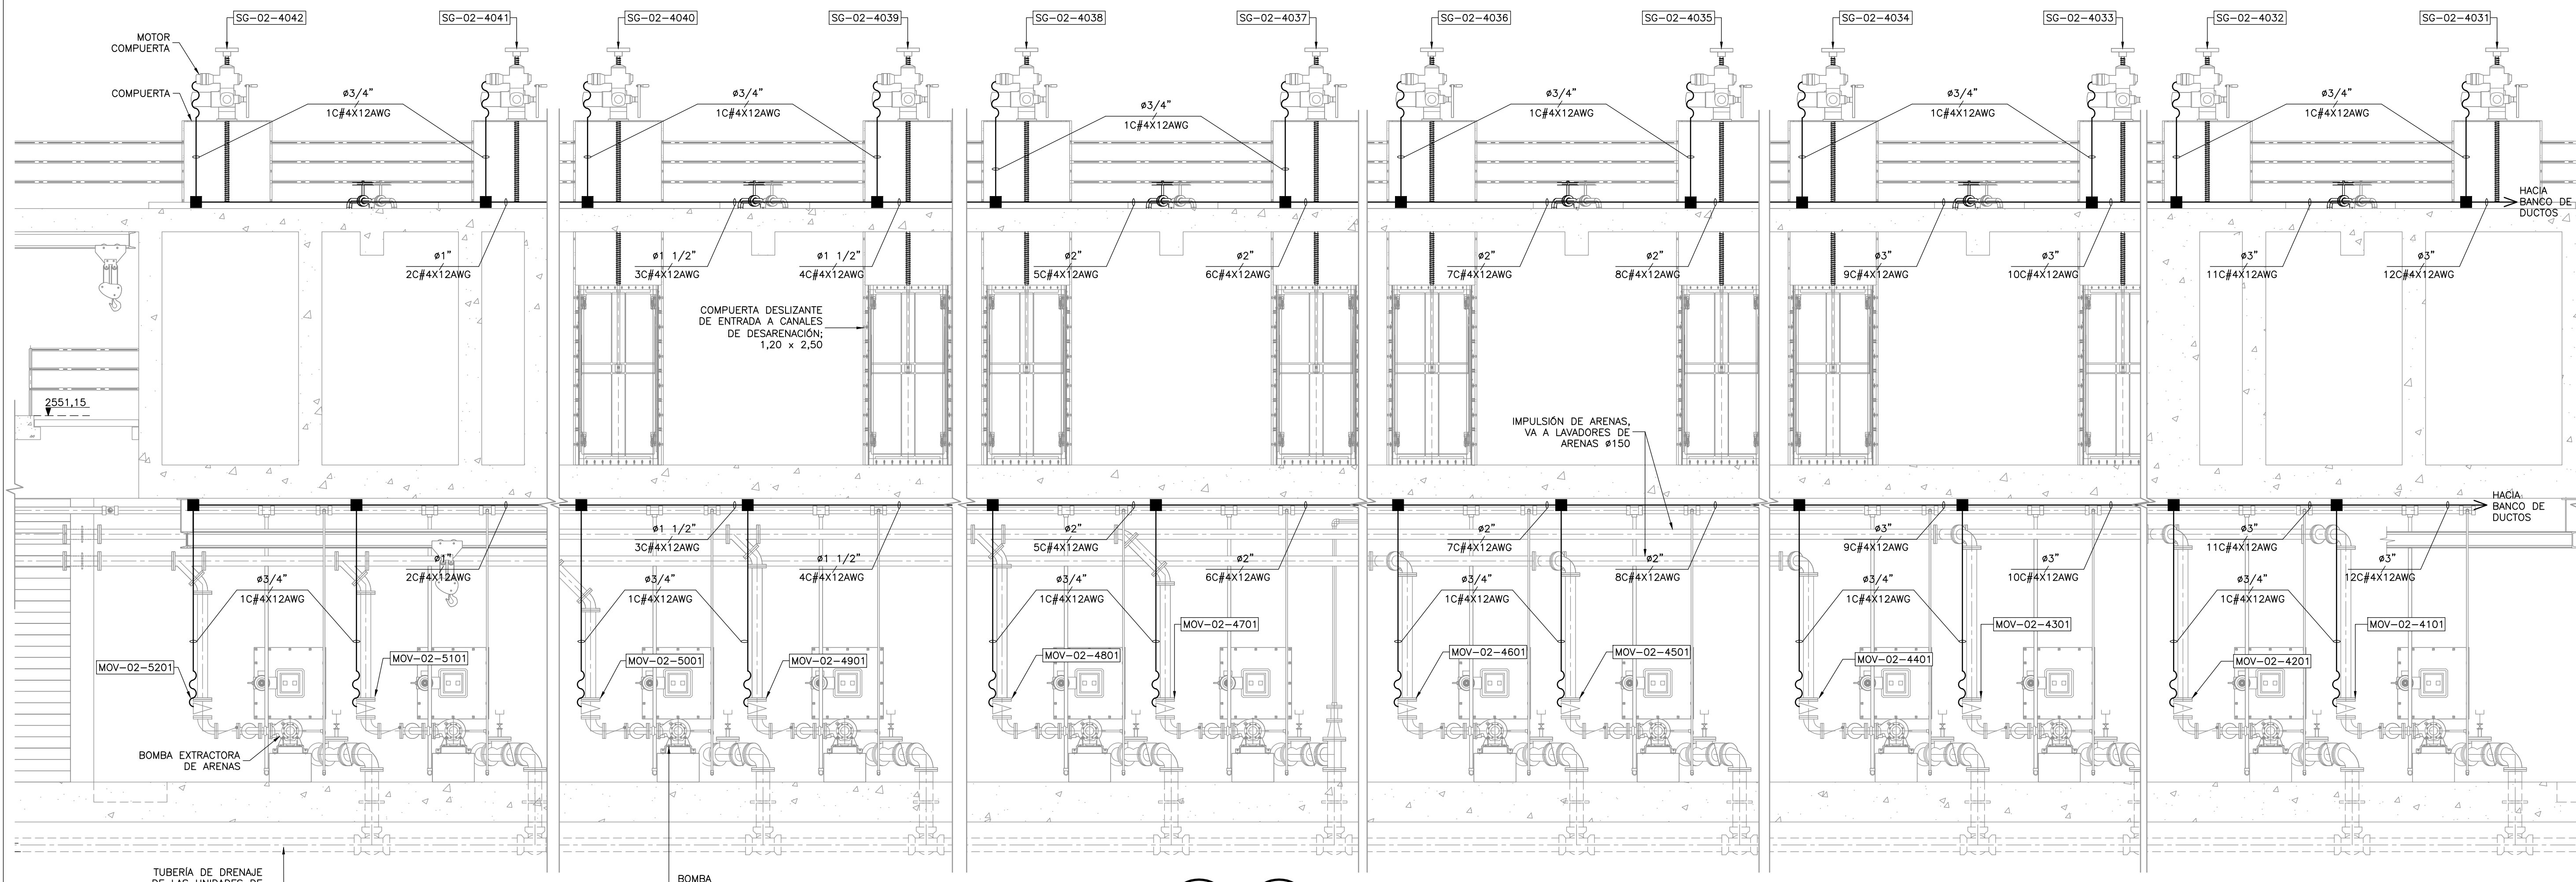 SG-02-4042
SG-02-4041
SG-02-4040
SG-02-4039
SG-02-4038
SG-02-4037
SG-02-4036
SG-02-4035
SG-02-4034
SG-02-4033
SG-02-4032
SG-02-4031
MOTOR
COMPUERTA
COMPUERTA
ø3/4"
1C#4X12AWG
ø3/4"
1C#4X12AWG
ø3/4"
1C#4X12AWG
ø3/4"
1C#4X12AWG
ø3/4"
1C#4X12AWG
ø3/4"
1C#4X12AWG
HACIA
BANCO DE
DUCTOS
ø1"
2C#4X12AWG
ø1 1/2"
3C#4X12AWG
ø1 1/2"
4C#4X12AWG
ø2"
5C#4X12AWG
ø2"
6C#4X12AWG
ø2"
7C#4X12AWG
ø2"
8C#4X12AWG
ø3"
9C#4X12AWG
ø3"
10C#4X12AWG
ø3"
11C#4X12AWG
ø3"
12C#4X12AWG
COMPUERTA DESLIZANTE
DE ENTRADA A CANALES
DE DESARENACIÓN;
1,20 x 2,50
2551,15
IMPULSIÓN DE ARENAS,
VA A LAVADORES DE
ARENAS ø150
HACIA
BANCO DE
DUCTOS
ø1"
2C#4X12AWG
ø1 1/2"
3C#4X12AWG
ø1 1/2"
4C#4X12AWG
ø2"
5C#4X12AWG
ø2"
6C#4X12AWG
ø2"
7C#4X12AWG
ø2"
8C#4X12AWG
ø3"
9C#4X12AWG
ø3"
10C#4X12AWG
ø3"
11C#4X12AWG
ø3"
12C#4X12AWG
ø3/4"
1C#4X12AWG
ø3/4"
1C#4X12AWG
ø3/4"
1C#4X12AWG
ø3/4"
1C#4X12AWG
ø3/4"
1C#4X12AWG
ø3/4"
1C#4X12AWG
MOV-02-5201
MOV-02-5101
MOV-02-5001
MOV-02-4901
MOV-02-4801
MOV-02-4701
MOV-02-4601
MOV-02-4501
MOV-02-4401
MOV-02-4301
MOV-02-4201
MOV-02-4101
BOMBA EXTRACTORA
DE ARENAS
TUBERÍA DE DRENAJE
DE LAS UNIDADES DE
BOMBA